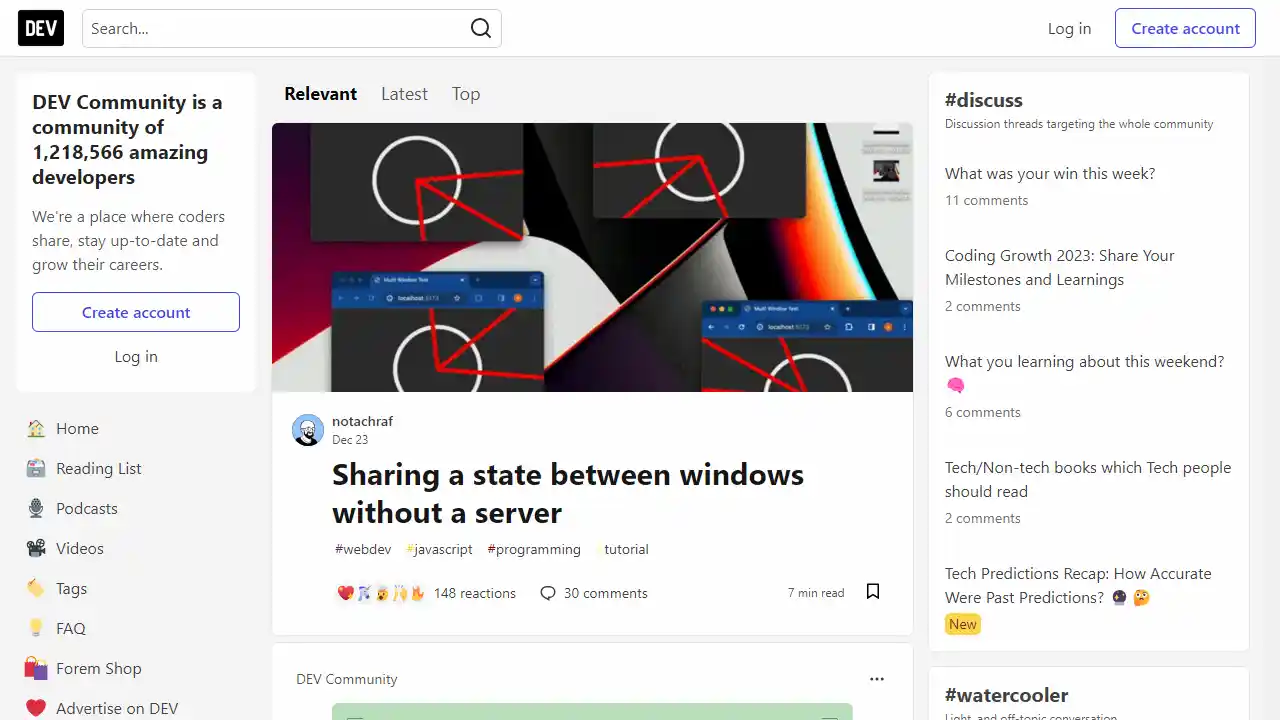 DEV
Search...
Log in
Create account
DEV Community is a
community of
1,218,566 amazing
developers
We're a place where coders
share, stay up-to-date and
grow their careers.
Create account
Log in
Home
Reading List
Podcasts
Videos
Tags
FAQ
Forem Shop
Advertise on DEV
Relevant
Latest
Top
Multi Window Test
localhost:5173
Multi Window Test
localhost:5173
notachraf
Dec 23
Sharing a state between windows
without a server
#webdev #javascript #programming #tutorial
148 reactions
30 comments
7 min read
DEV Community
#discuss
Discussion threads targeting the whole community
What was your win this week?
11 comments
Coding Growth 2023: Share Your
Milestones and Learnings
2 comments
What you learning about this weekend?
🧠
6 comments
Tech/Non-tech books which Tech people
should read
2 comments
Tech Predictions Recap: How Accurate
Were Past Predictions? 🔮 🤔
New
#watercooler
Light, and off-topic conversation.